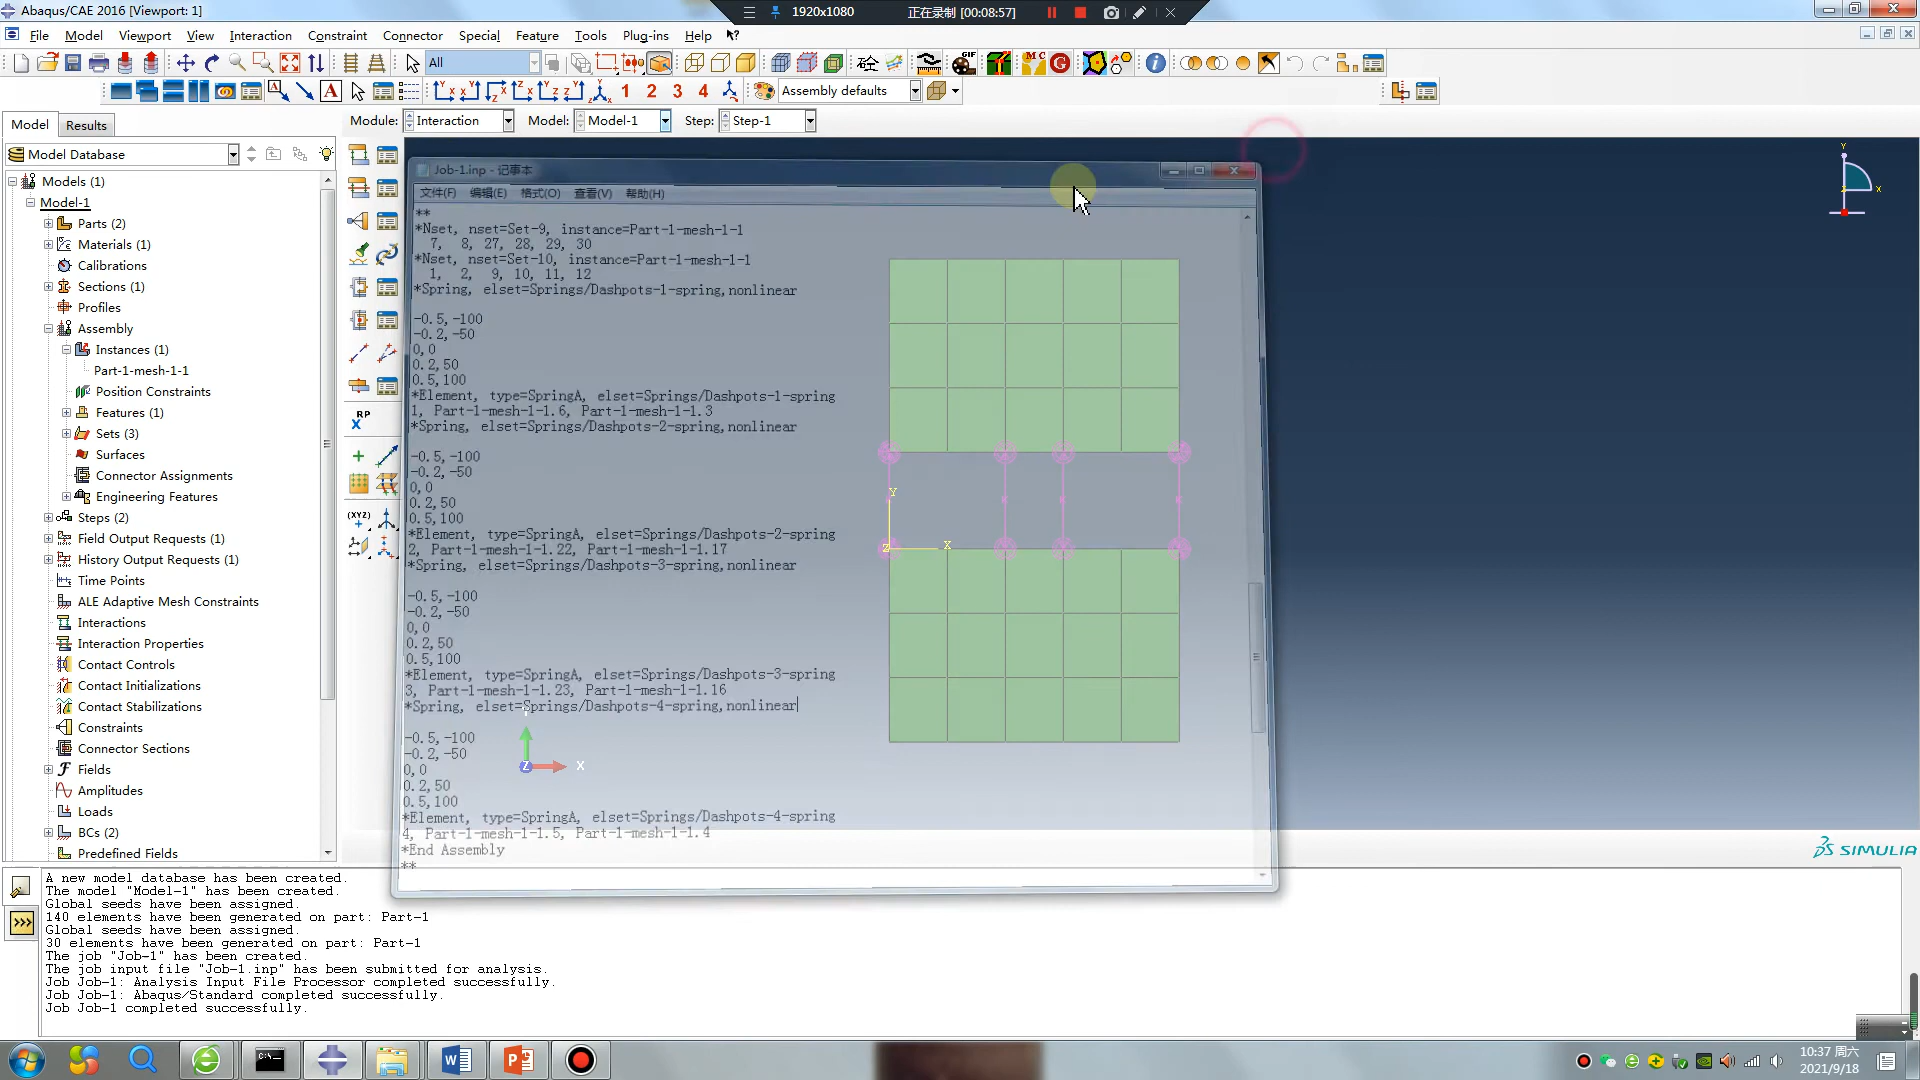 Abaqus/CAE 2016 [Viewport: 1]
1920x1080 正在录制 [00:08:57]
File Model Viewport View Interaction Constraint Connector Special Feature Tools Plug-ins Help
All
1 2 3 4 Assembly defaults
Model Results Module: Interaction Model: Model-1 Step: Step-1
Model Database
Models (1)
Model-1
Parts (2)
Materials (1)
Calibrations
Sections (1)
Profiles
Assembly
Instances (1)
Part-1-mesh-1-1
Position Constraints
Features (1)
Sets (3)
Surfaces
Connector Assignments
Engineering Features
Steps (2)
Field Output Requests (1)
History Output Requests (1)
Time Points
ALE Adaptive Mesh Constraints
Interactions
Interaction Properties
Contact Controls
Contact Initializations
Contact Stabilizations
Constraints
Connector Sections
Fields
Amplitudes
Loads
BCs (2)
Predefined Fields
RP
(XYZ)
Job-1.inp - 记事本
文件(F) 编辑(E) 格式(O) 查看(V) 帮助(H)
**
*Nset, nset=Set-9, instance=Part-1-mesh-1-1
7, 8, 27, 28, 29, 30
*Nset, nset=Set-10, instance=Part-1-mesh-1-1
1, 2, 9, 10, 11, 12
*Spring, elset=Springs/Dashpots-1-spring,nonlinear
-0.5,-100
-0.2,-50
0,0
0.2,50
0.5,100
*Element, type=SpringA, elset=Springs/Dashpots-1-spring
1, Part-1-mesh-1-1.6, Part-1-mesh-1-1.3
*Spring, elset=Springs/Dashpots-2-spring,nonlinear
-0.5,-100
-0.2,-50
0,0
0.2,50
0.5,100
*Element, type=SpringA, elset=Springs/Dashpots-2-spring
2, Part-1-mesh-1-1.22, Part-1-mesh-1-1.17
*Spring, elset=Springs/Dashpots-3-spring,nonlinear
-0.5,-100
-0.2,-50
0,0
0.2,50
0.5,100
*Element, type=SpringA, elset=Springs/Dashpots-3-spring
3, Part-1-mesh-1-1.23, Part-1-mesh-1-1.16
*Spring, elset=Springs/Dashpots-4-spring,nonlinear
-0.5,-100
-0.2,-50
0,0
0.2,50
0.5,100
*Element, type=SpringA, elset=Springs/Dashpots-4-spring
4, Part-1-mesh-1-1.5, Part-1-mesh-1-1.4
*End Assembly
**
Y
X
Z
Z X
Y
X
SIMULIA
A new model database has been created.
The model "Model-1" has been created.
Global seeds have been assigned.
140 elements have been generated on part: Part-1
Global seeds have been assigned.
30 elements have been generated on part: Part-1
The job "Job-1" has been created.
The job input file "Job-1.inp" has been submitted for analysis.
Job Job-1: Analysis Input File Processor completed successfully.
Job Job-1: Abaqus/Standard completed successfully.
Job Job-1 completed successfully.
10:37 周六
2021/9/18